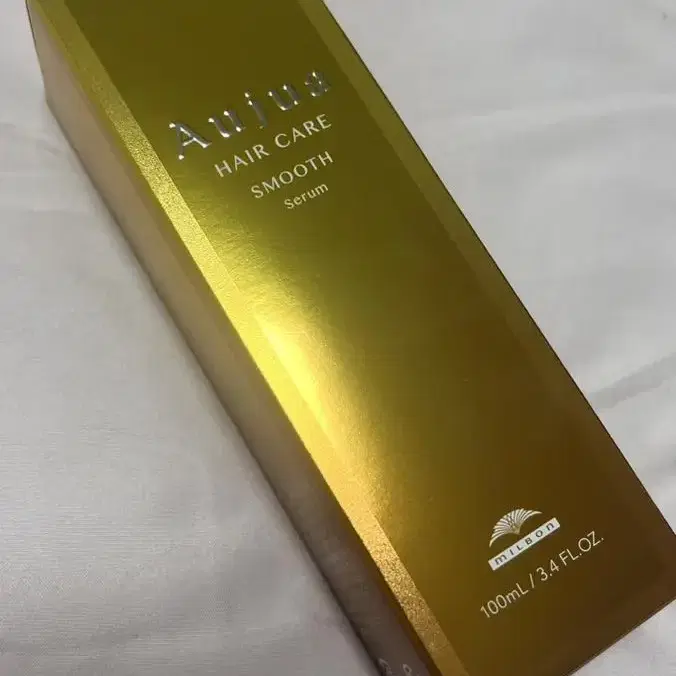 Aujua
HAIR CARE
SMOOTH
Serum
MILBON
100mL / 3.4 FL.OZ.